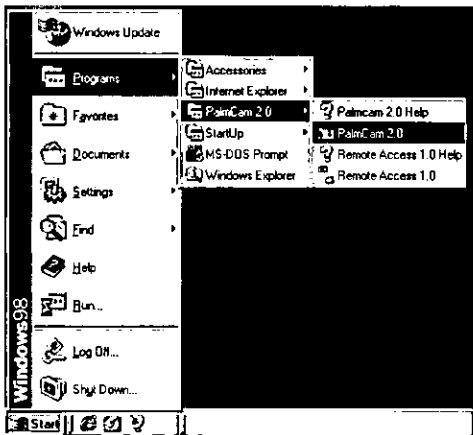 Windows Update
Programs
Favorites
Documents
Settings
Find
Help
Run...
Log Off...
Shut Down...
Windows98
Start
Accessories
Internet Explorer
PalmCam 2.0
StartUp
MS-DOS Prompt
Windows Explorer
Palmcam 2.0 Help
PalmCam 2.0
Remote Access 1.0 Help
Remote Access 1.0